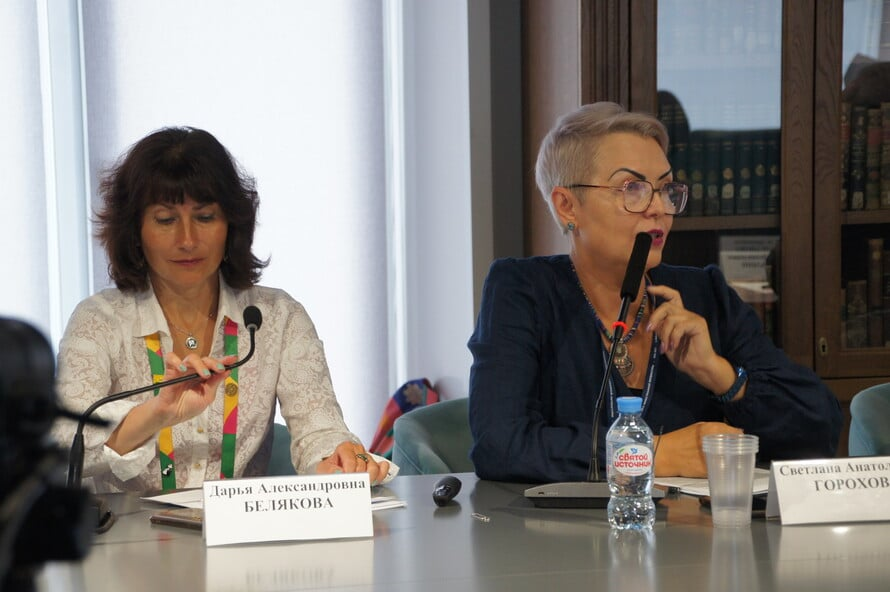 Дарья Александровна
БЕЛЯКОВА
СВЯТОЙ
ИСТОЧНИК
Светлана Анатол
ГОРОХОВ